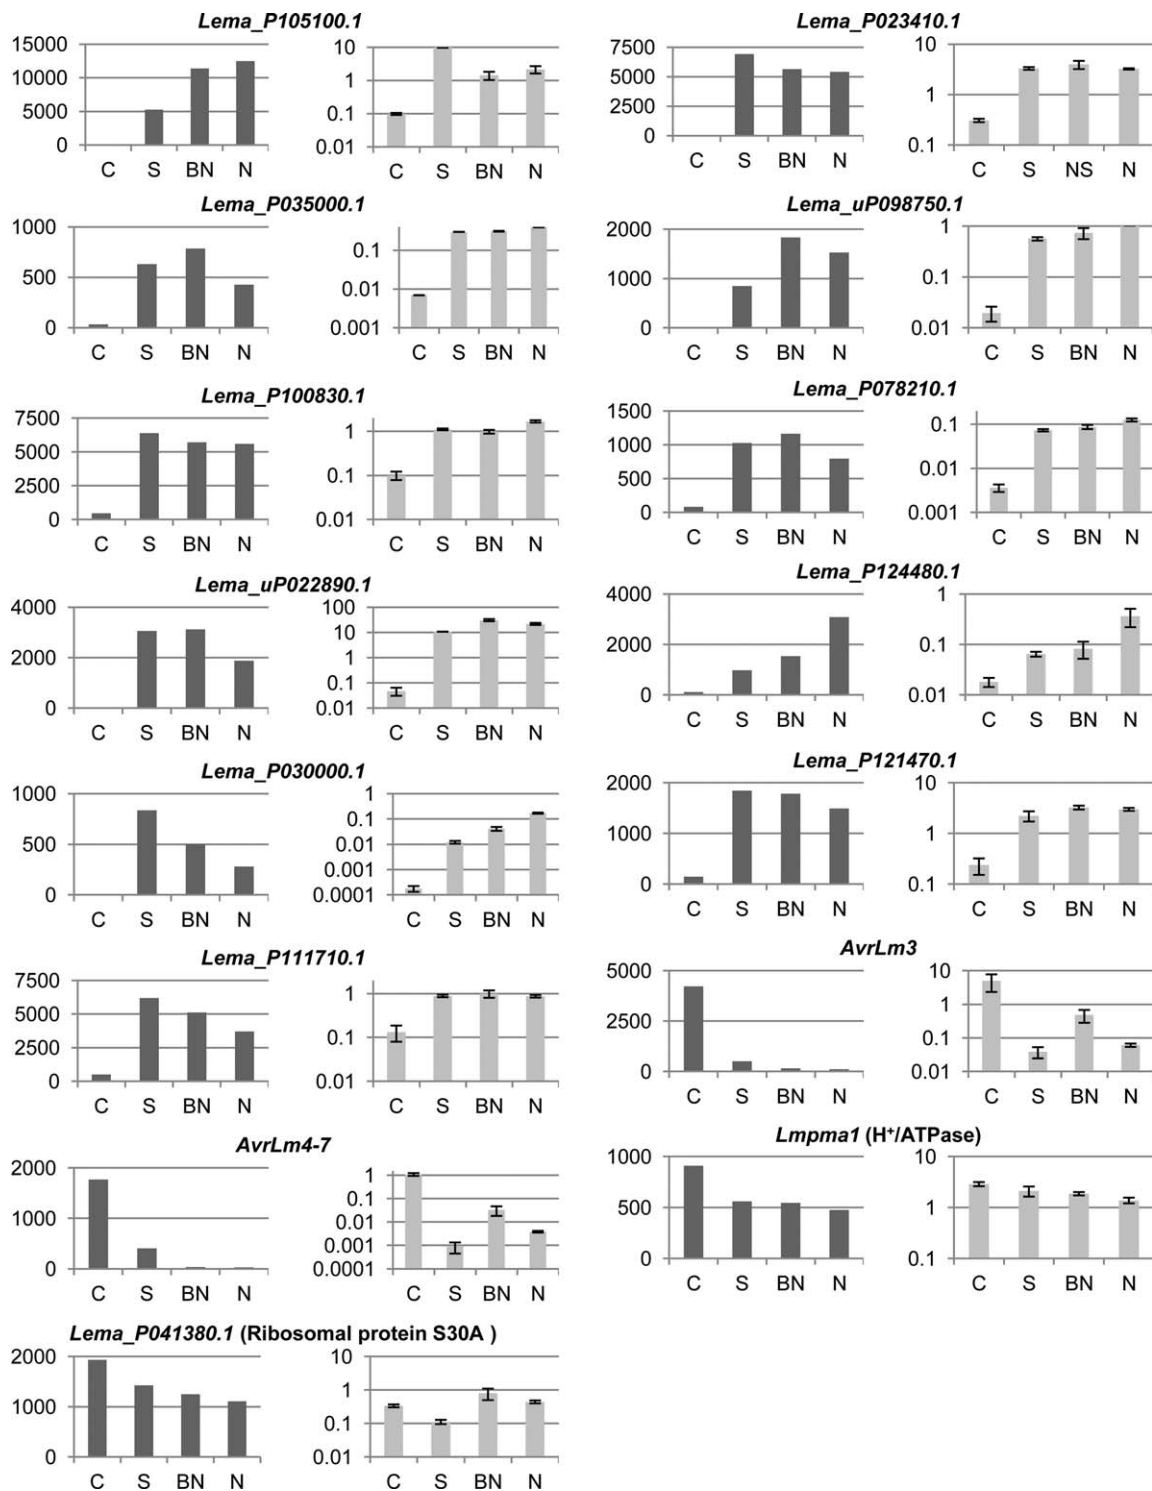 Lema_P105100.1
15000
10000
5000
0
C S BN N
10
1
0.1
0.01
C S BN N
Lema_P023410.1
7500
5000
2500
0
C S BN N
10
1
0.1
C S NS N
Lema_P035000.1
1000
500
0
C S BN N
0.1
0.01
0.001
C S BN N
Lema_uP098750.1
2000
1000
0
C S BN N
1
0.1
0.01
C S BN N
Lema_P100830.1
7500
5000
2500
0
C S BN N
1
0.1
0.01
C S BN N
Lema_P078210.1
1500
1000
500
0
C S BN N
0.1
0.01
0.001
C S BN N
Lema_uP022890.1
4000
2000
0
C S BN N
100
10
1
0.1
0.01
C S BN N
Lema_P124480.1
4000
2000
0
C S BN N
1
0.1
0.01
C S BN N
Lema_P030000.1
1000
500
0
C S BN N
1
0.1
0.01
0.001
0.0001
C S BN N
Lema_P121470.1
2000
1000
0
C S BN N
10
1
0.1
C S BN N
Lema_P111710.1
7500
5000
2500
0
C S BN N
1
0.1
0.01
C S BN N
AvrLm3
5000
2500
0
C S BN N
10
1
0.1
0.01
C S BN N
AvrLm4-7
2000
1000
0
C S BN N
1
0.1
0.01
0.001
0.0001
C S BN N
Lmpma1 (H⁺/ATPase)
1000
500
0
C S BN N
10
1
0.1
C S BN N
Lema_P041380.1 (Ribosomal protein S30A )
2000
1000
0
C S BN N
10
1
0.1
0.01
C S BN N